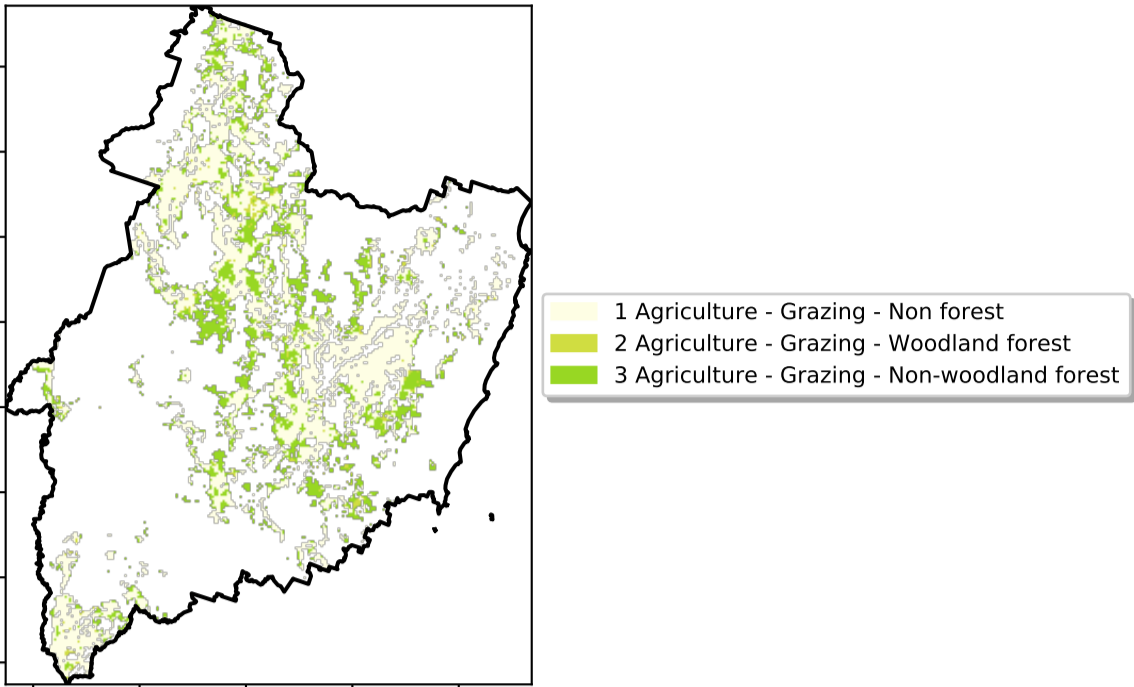 1 Agriculture - Grazing - Non forest
2 Agriculture - Grazing - Woodland forest
3 Agriculture - Grazing - Non-woodland forest